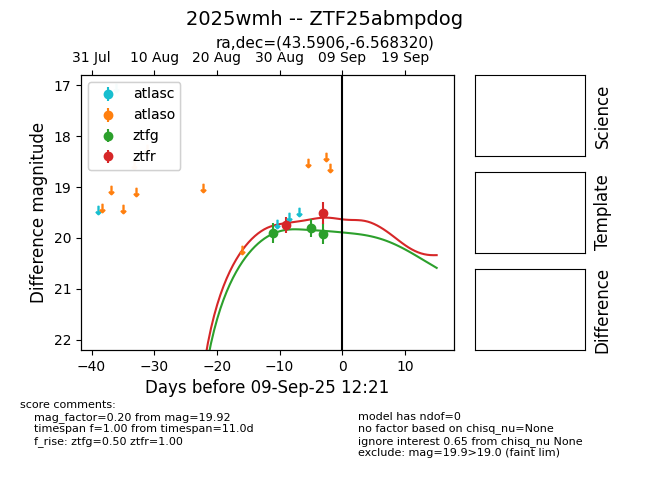 2025wmh -- ZTF25abmpdog
ra,dec=(43.5906,-6.568320)
31 Jul 10 Aug 20 Aug 30 Aug 09 Sep 19 Sep
atlasc
atlaso
ztfg
ztfr
17
18
19
20
21
22
Difference magnitude
−40 −30 −20 −10 0 10
Days before 09-Sep-25 12:21
Science
Template
Difference
score comments:
mag_factor=0.20 from mag=19.92
timespan f=1.00 from timespan=11.0d
f_rise: ztfg=0.50 ztfr=1.00
model has ndof=0
no factor based on chisq_nu=None
ignore interest 0.65 from chisq_nu None
exclude: mag=19.9>19.0 (faint lim)